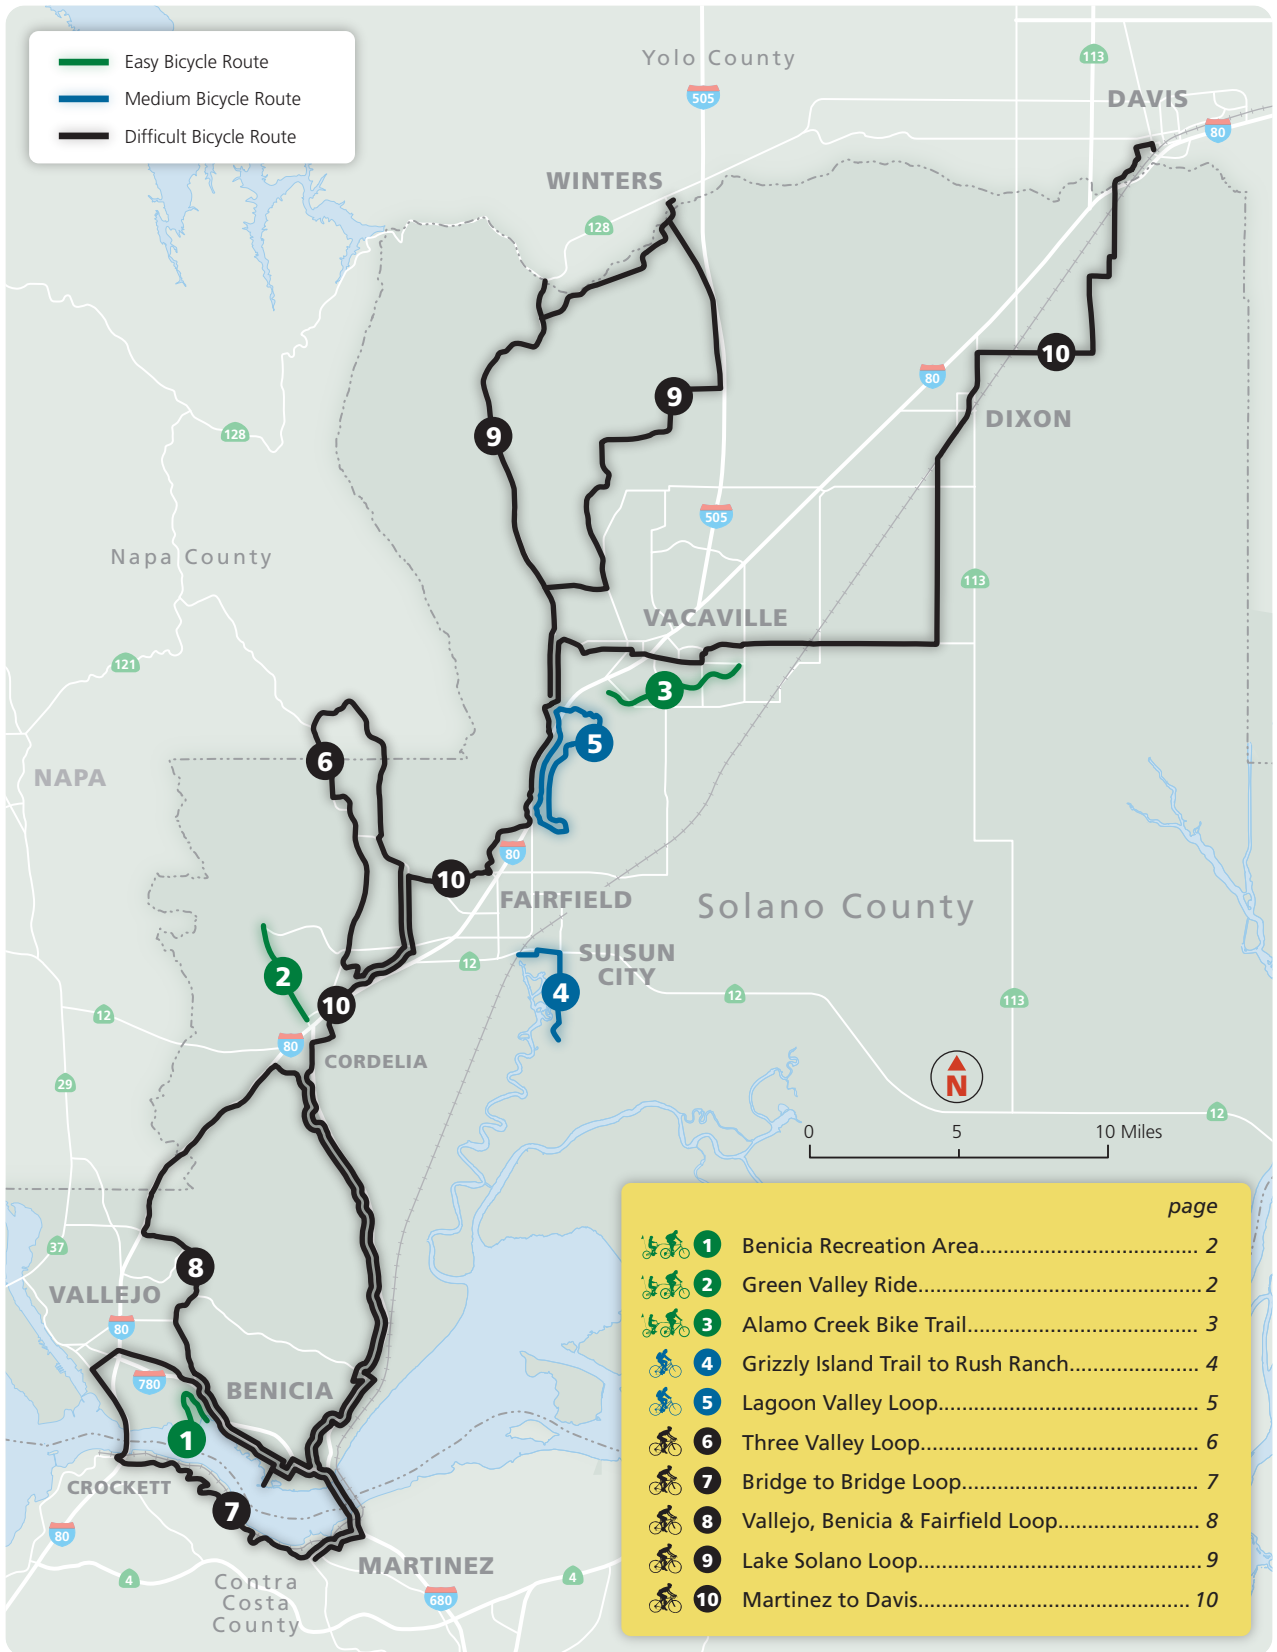 Easy Bicycle Route
Medium Bicycle Route
Difficult Bicycle Route
Yolo County
113
505
DAVIS
80
WINTERS
128
9
10
80
9
9
DIXON
128
505
Napa County
113
VACAVILLE
121
3
5
6
NAPA
80
10
FAIRFIELD
Solano County
SUISUN
CITY
12
2
4
10
12
113
12
80
CORDELIA
29
N
12
0 5 10 Miles
37
8
VALLEJO
80
780
BENICIA
1
CROCKETT
7
80
MARTINEZ
4
4
Contra
Costa
County
680
page
1 Benicia Recreation Area 2
2 Green Valley Ride 2
3 Alamo Creek Bike Trail 3
4 Grizzly Island Trail to Rush Ranch 4
5 Lagoon Valley Loop 5
6 Three Valley Loop 6
7 Bridge to Bridge Loop 7
8 Vallejo, Benicia & Fairfield Loop 8
9 Lake Solano Loop 9
10 Martinez to Davis 10